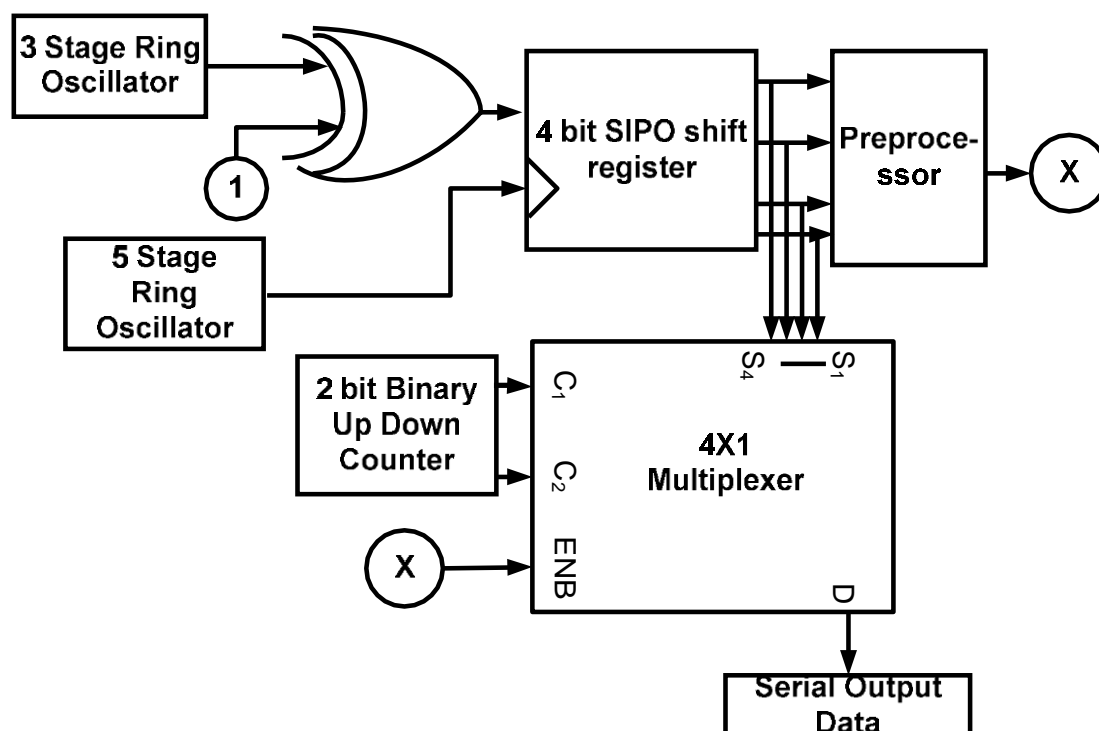 3 Stage Ring
Oscillator
1
5 Stage
Ring
Oscillator
4 bit SIPO shift
register
Preproce-
ssor
X
2 bit Binary
Up Down
Counter
X
C₁
C₂
ENB
S₄
S₁
4X1
Multiplexer
D
Serial Output
Data